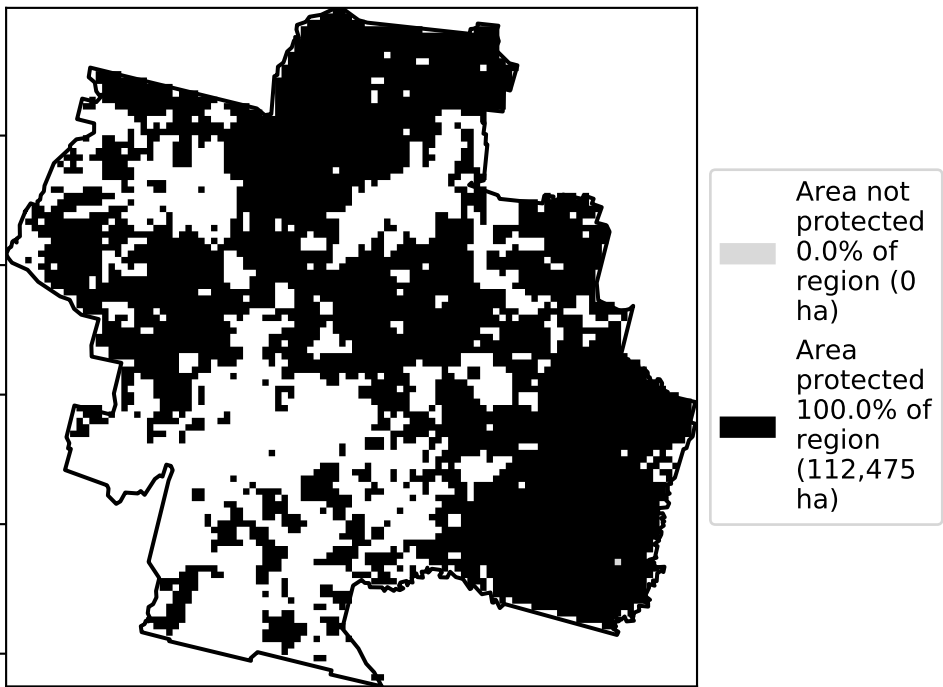 Area not
protected
0.0% of
region (0
ha)
Area
protected
100.0% of
region
(112,475
ha)